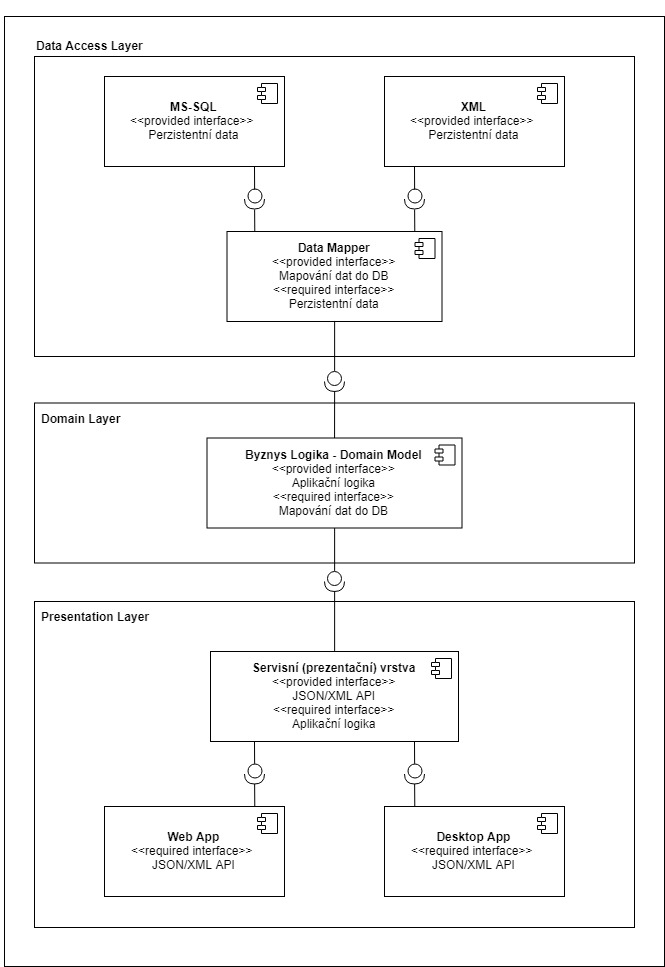 Data Access Layer
MS-SQL
<<provided interface>>
Perzistentní data
XML
<<provided interface>>
Perzistentní data
Data Mapper
<<provided interface>>
Mapování dat do DB
<<required interface>>
Perzistentní data
Domain Layer
Byznys Logika - Domain Model
<<provided interface>>
Aplikační logika
<<required interface>>
Mapování dat do DB
Presentation Layer
Servisní (prezentační) vrstva
<<provided interface>>
JSON/XML API
<<required interface>>
Aplikační logika
Web App
<<required interface>>
JSON/XML API
Desktop App
<<required interface>>
JSON/XML API